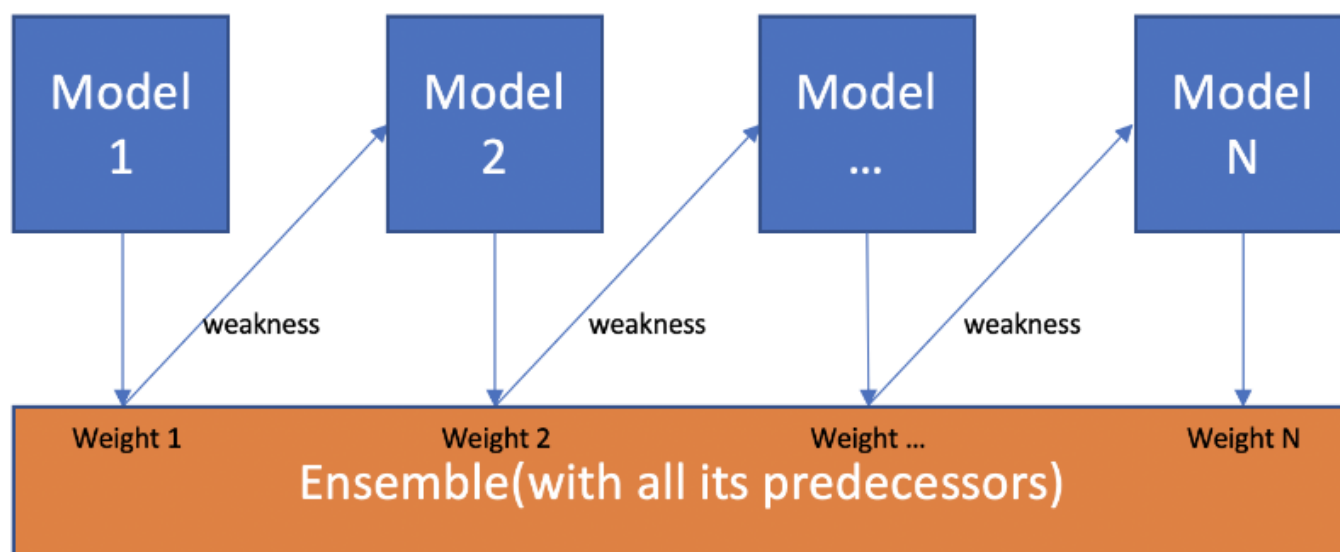 Model
1
Model
2
Model
...
Model
N
weakness
weakness
weakness
Weight 1
Weight 2
Weight ...
Weight N
Ensemble(with all its predecessors)